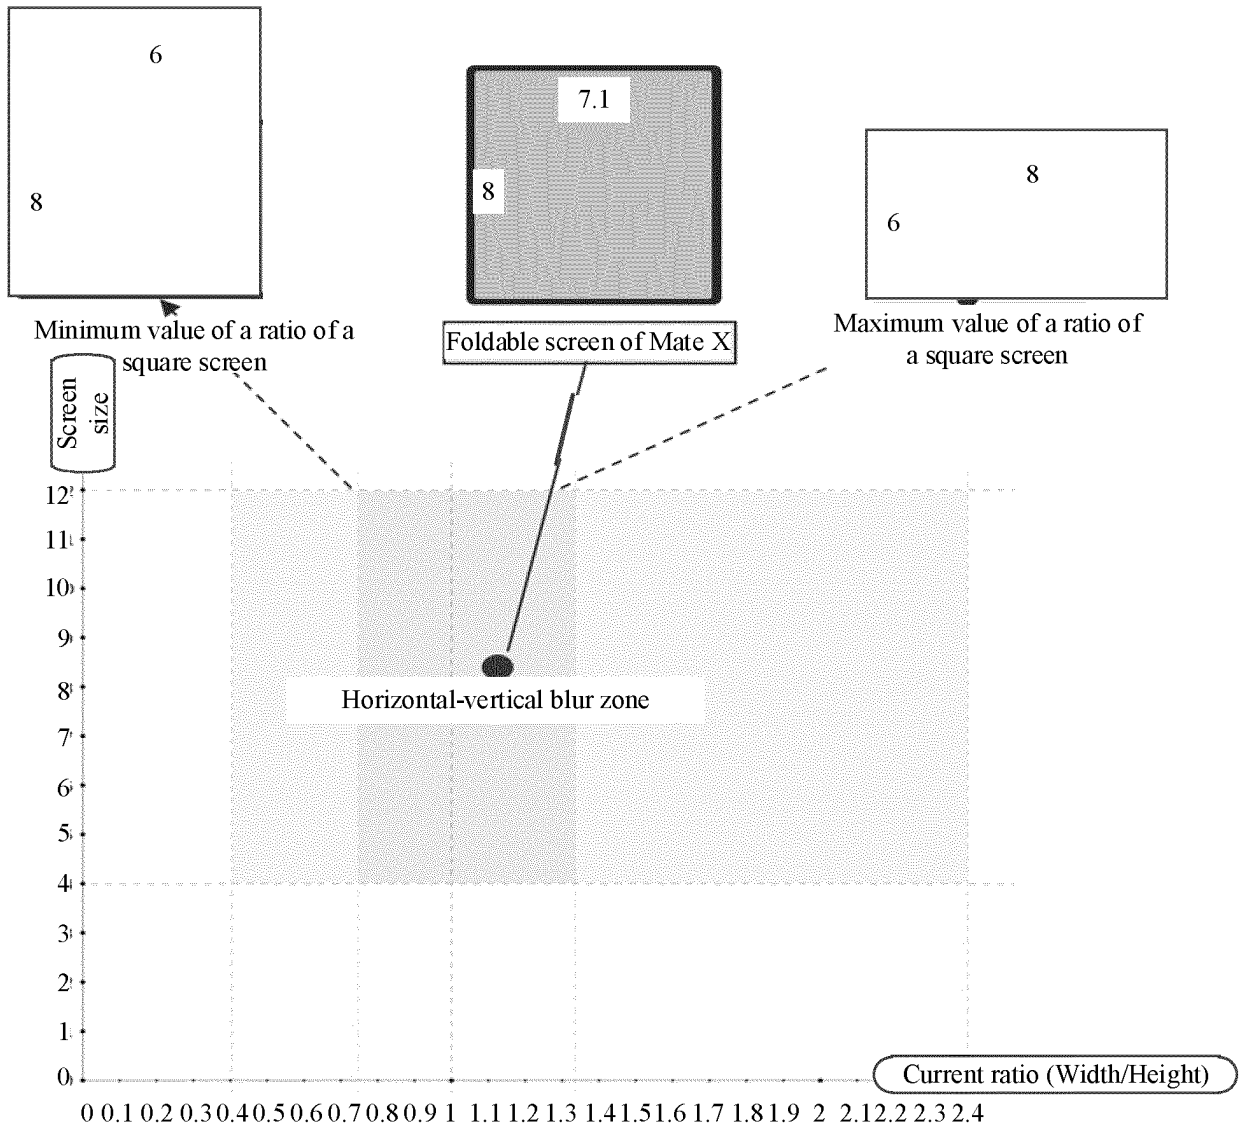 6
8
7.1
8
8
6
Minimum value of a ratio of a
square screen
Foldable screen of Mate X
Maximum value of a ratio of
a square screen
Screen
size
12
11
10
9
8
Horizontal-vertical blur zone
7
6
5
4
3
2
1
0
Current ratio (Width/Height)
0 0.1 0.2 0.3 0.4 0.5 0.6 0.7 0.8 0.9 1 1.1 1.2 1.3 1.4 1.5 1.6 1.7 1.8 1.9 2 2.1 2.2 2.3 2.4